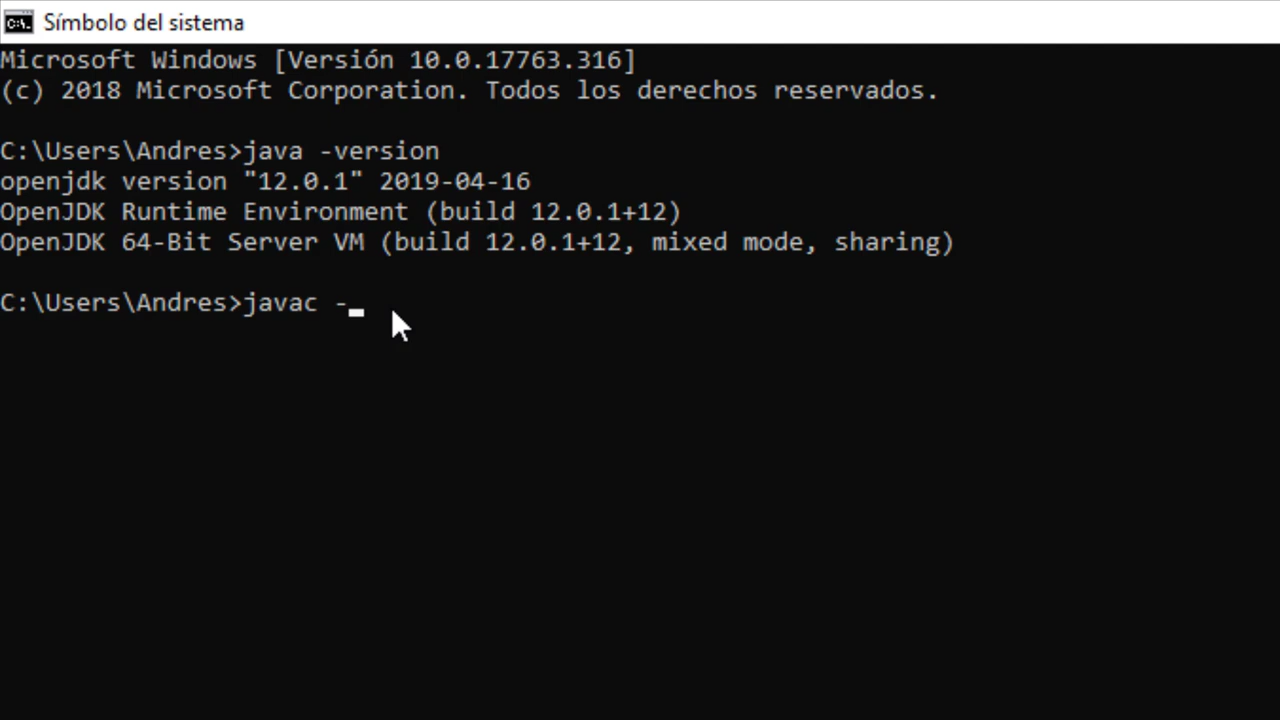 Símbolo del sistema
Microsoft Windows [Versión 10.0.17763.316]
(c) 2018 Microsoft Corporation. Todos los derechos reservados.
C:\Users\Andres>java -version
openjdk version "12.0.1" 2019-04-16
OpenJDK Runtime Environment (build 12.0.1+12)
OpenJDK 64-Bit Server VM (build 12.0.1+12, mixed mode, sharing)
C:\Users\Andres>javac -